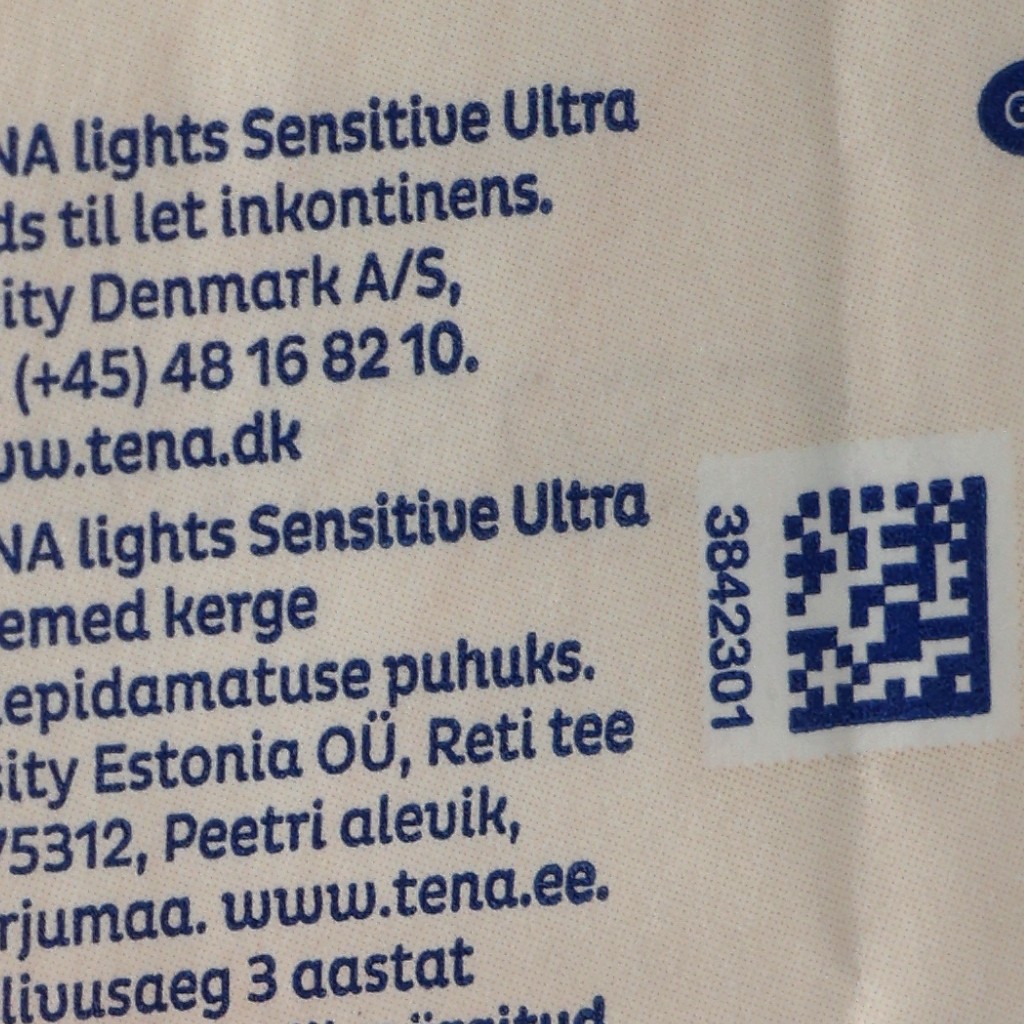 NA lights Sensitive Ultra
ds til let inkontinens.
ity Denmark A/S,
(+45) 48 16 82 10.
ww.tena.dk
NA lights Sensitive Ultra
emed kerge
epidamatuse puhuks.
sity Estonia OÜ, Reti tee
75312, Peetri alevik,
rjumaa. www.tena.ee.
livusaeg 3 aastat
3842301
G